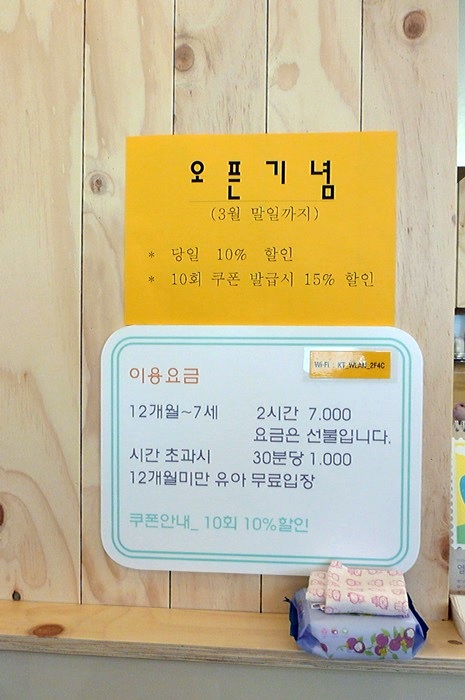 오픈기념
(3월 말일까지)
* 당일 10% 할인
* 10회 쿠폰 발급시 15% 할인
Wi-Fi : KT_WLAN_2F4C
이용요금
12개월~7세 2시간 7.000
요금은 선불입니다.
시간 초과시 30분당 1.000
12개월미만 유아 무료입장
쿠폰안내_ 10회 10%할인